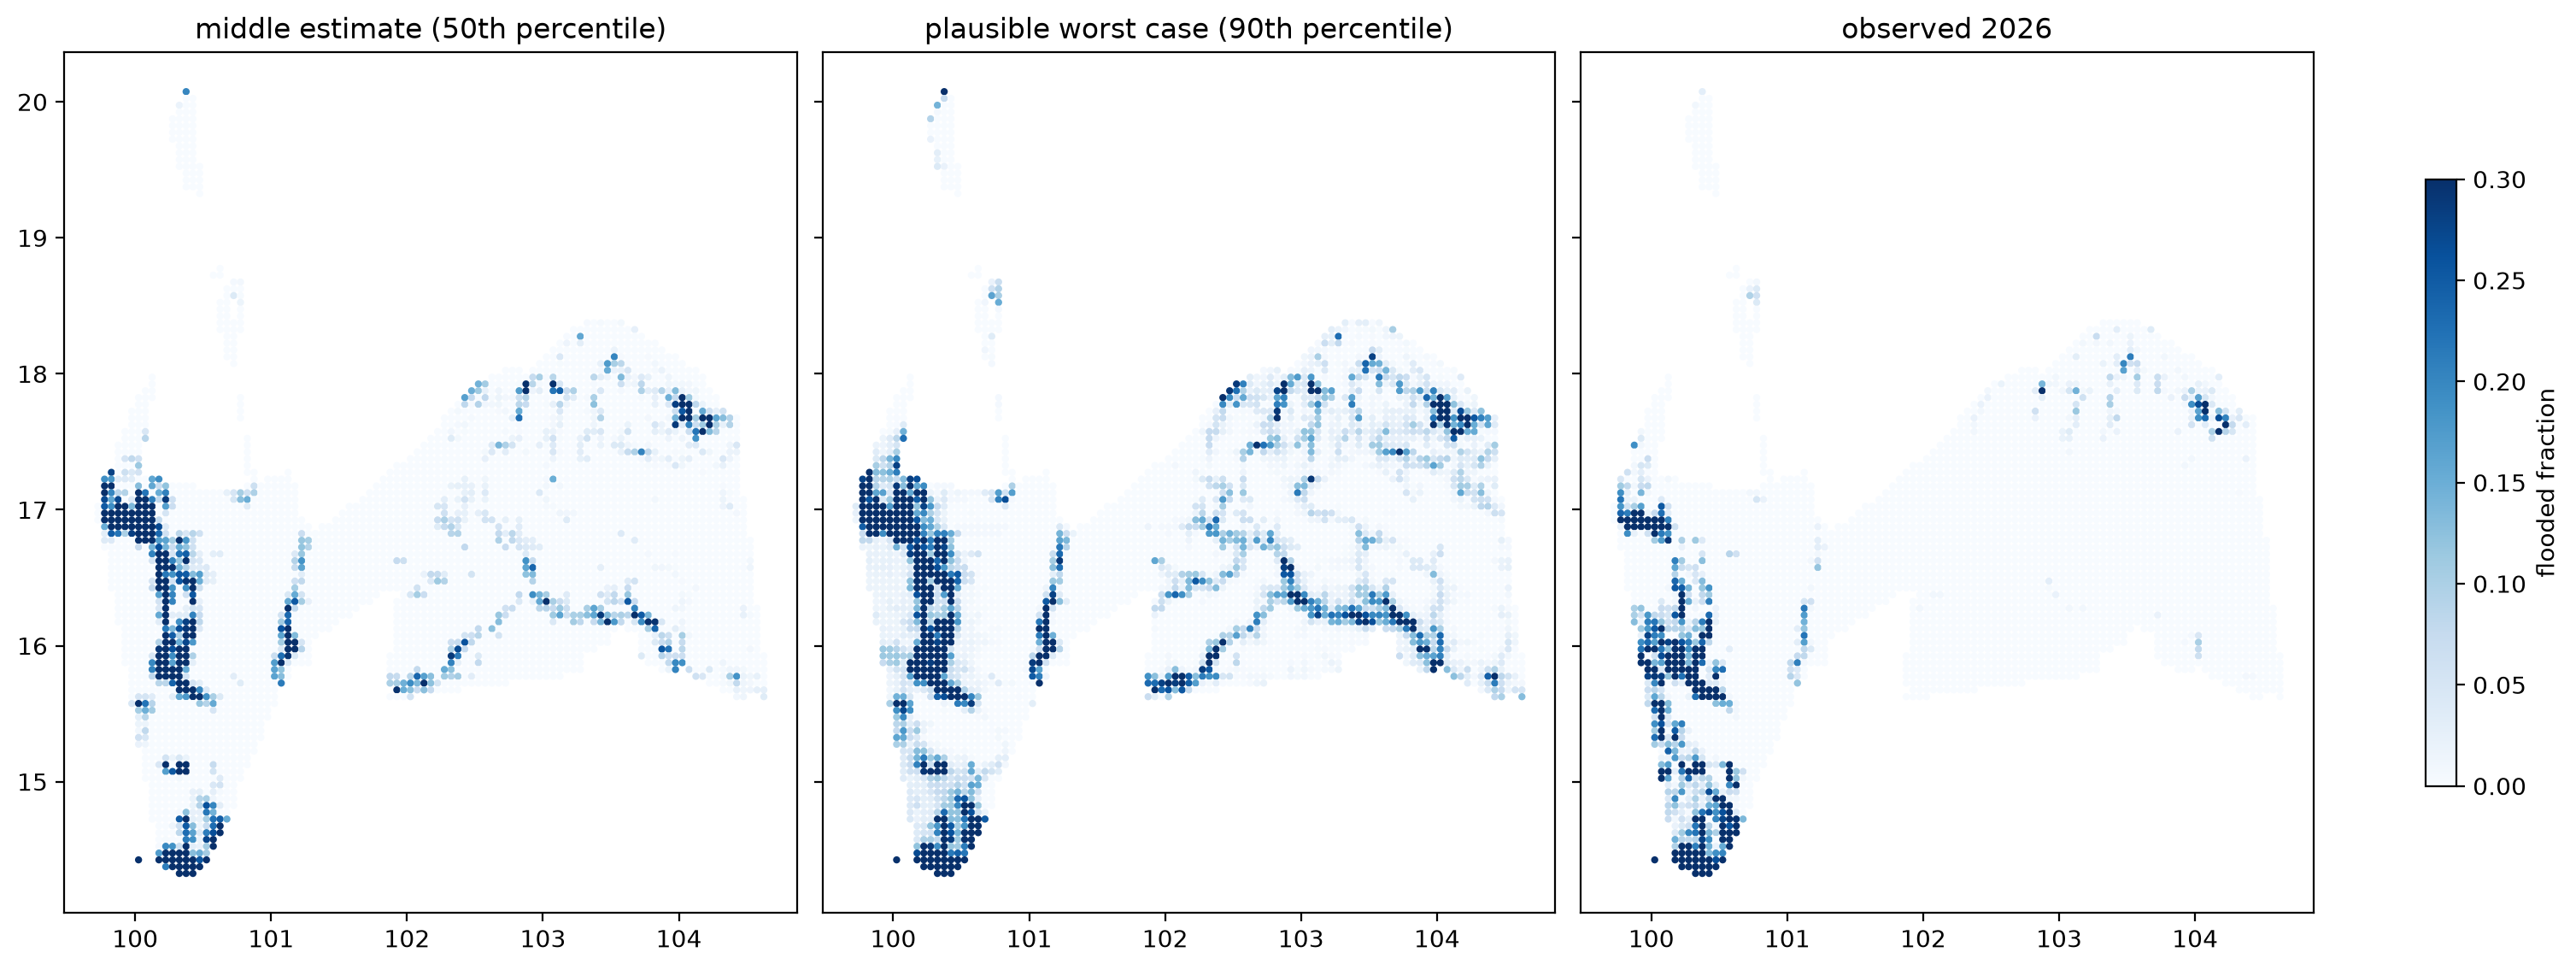 middle estimate (50th percentile)
plausible worst case (90th percentile)
observed 2026
20
19
18
17
16
15
100 101 102 103 104
100 101 102 103 104
100 101 102 103 104
0.30
0.25
0.20
0.15
0.10
0.05
0.00
flooded fraction